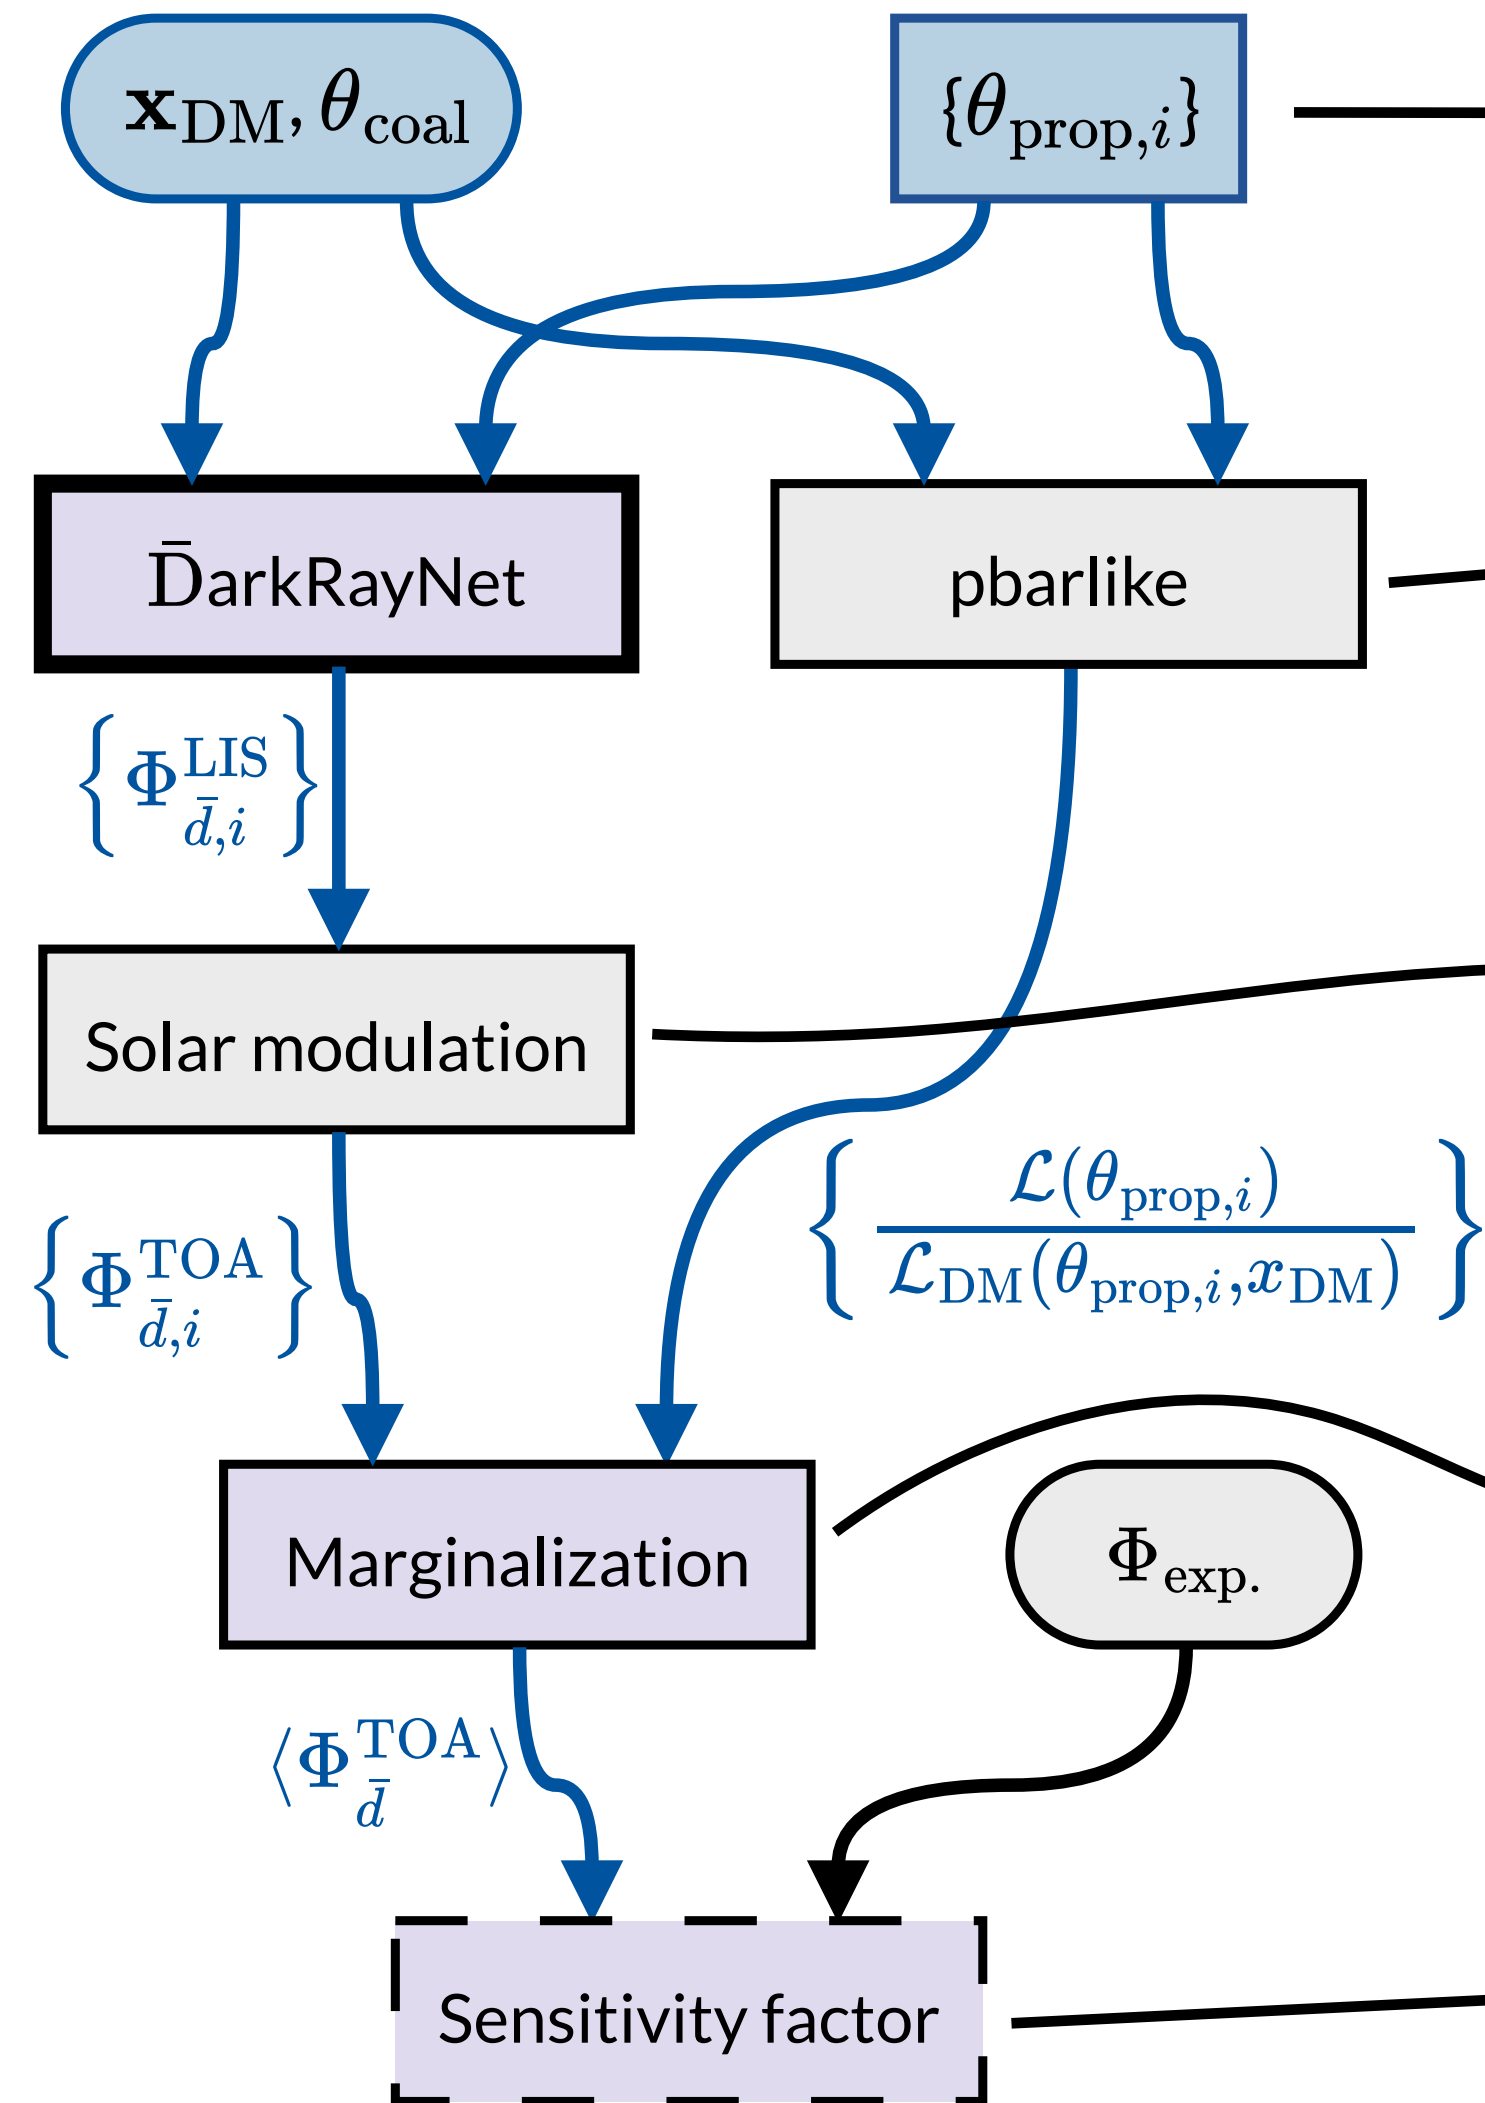 𝐱_DM, θ_coal
{θ_prop,i}
D̄arkRayNet
pbarlike
{Φ^LIS_d̄,i}
Solar modulation
{ℒ(θ_prop,i) / ℒ_DM(θ_prop,i,x_DM)}
{Φ^TOA_d̄,i}
Marginalization
Φ_exp.
⟨Φ^TOA_d̄⟩
Sensitivity factor